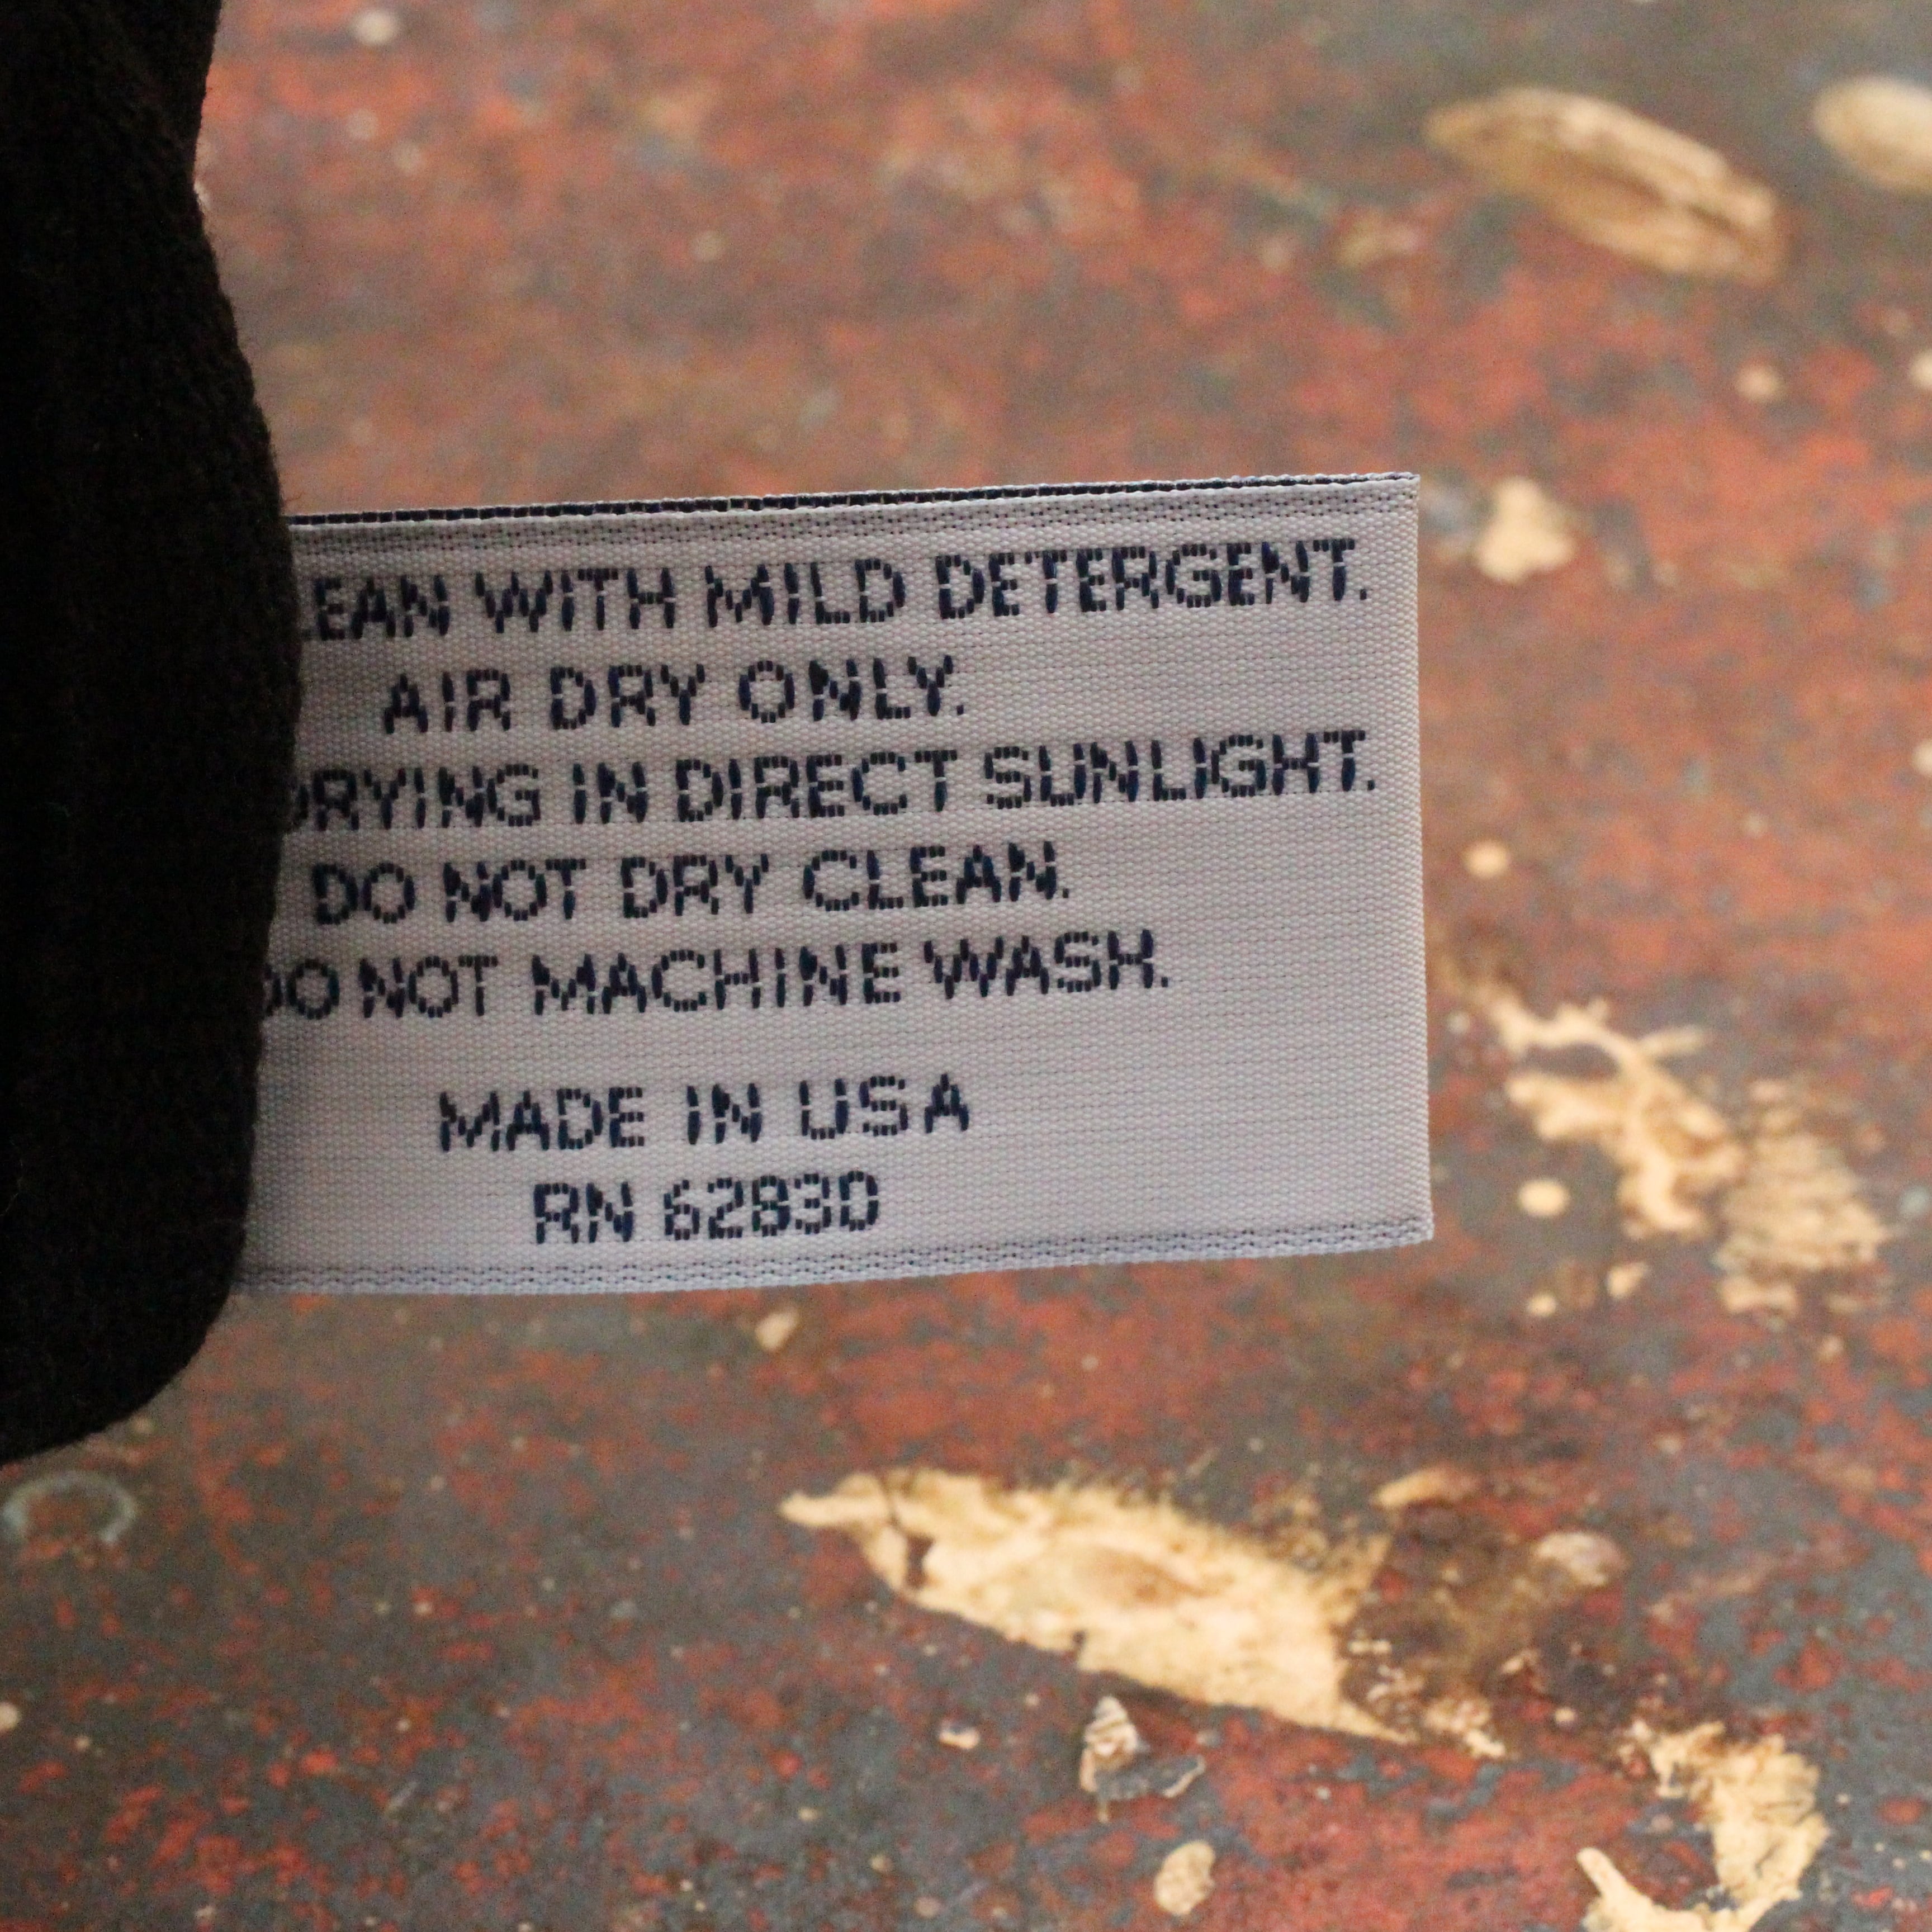 LEAN WITH MILD DETERGENT.
AIR DRY ONLY.
DRYING IN DIRECT SUNLIGHT.
DO NOT DRY CLEAN.
DO NOT MACHINE WASH.
MADE IN USA
RN 62830